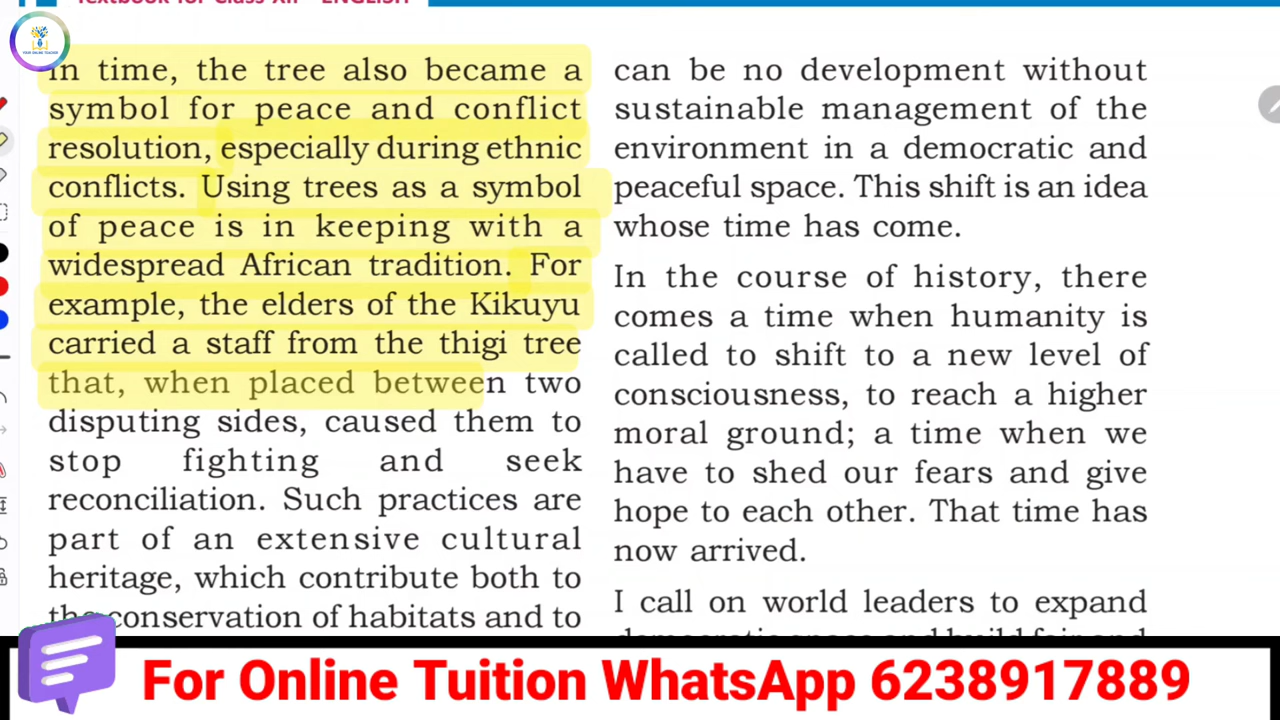 Textbook for Class XII - ENGLISH
In time, the tree also became a
symbol for peace and conflict
resolution, especially during ethnic
conflicts. Using trees as a symbol
of peace is in keeping with a
widespread African tradition. For
example, the elders of the Kikuyu
carried a staff from the thigi tree
that, when placed between two
disputing sides, caused them to
stop fighting and seek
reconciliation. Such practices are
part of an extensive cultural
heritage, which contribute both to
the conservation of habitats and to
can be no development without
sustainable management of the
environment in a democratic and
peaceful space. This shift is an idea
whose time has come.
In the course of history, there
comes a time when humanity is
called to shift to a new level of
consciousness, to reach a higher
moral ground; a time when we
have to shed our fears and give
hope to each other. That time has
now arrived.
I call on world leaders to expand
democratic space and build fair and
For Online Tuition WhatsApp 6238917889